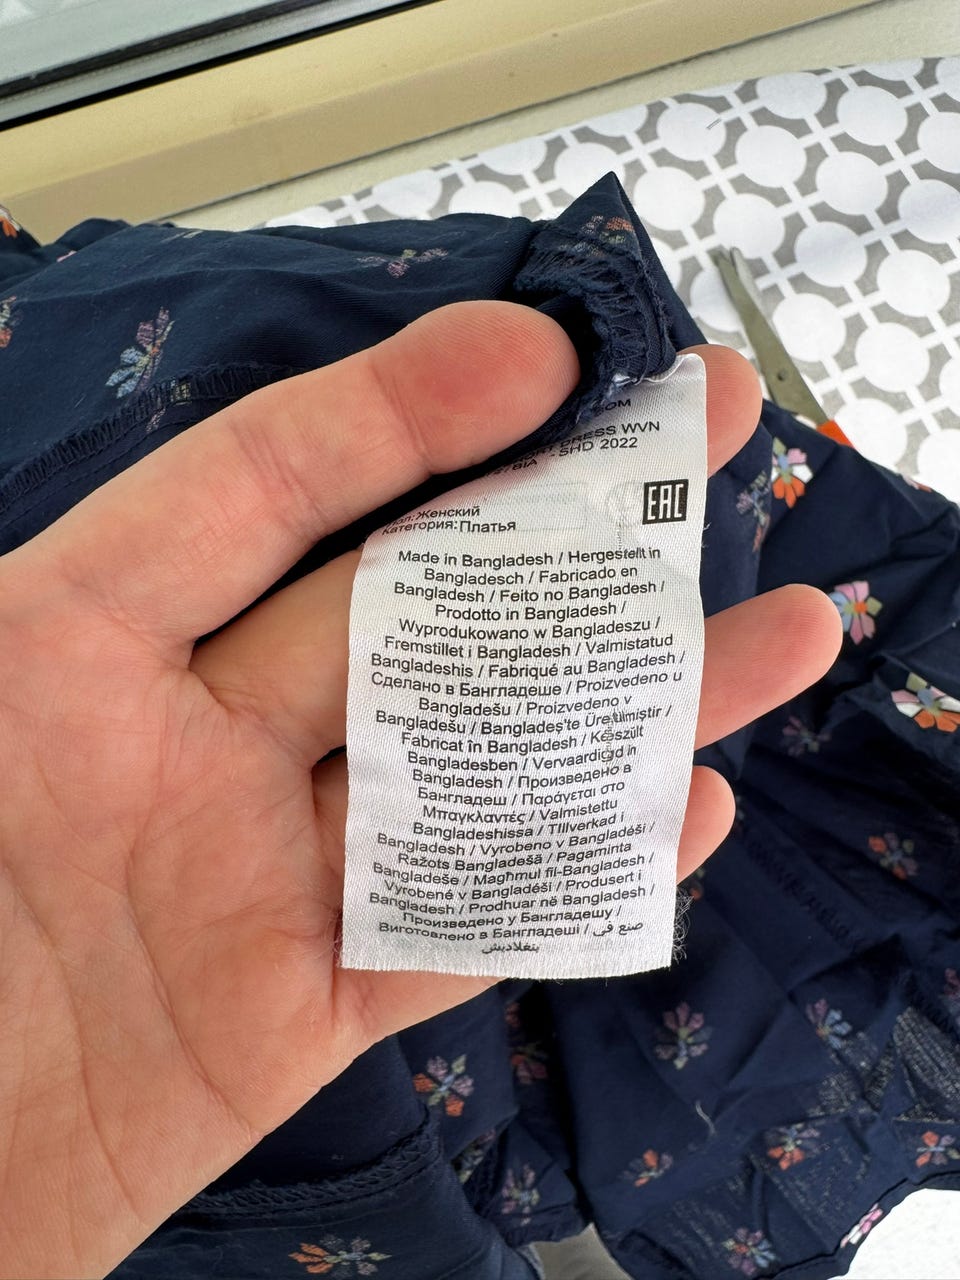 COM
DRESS WVN
SHD 2022
EAC
Пол:Женский
Категория:Платья
Made in Bangladesh / Hergestellt in
Bangladesch / Fabricado en
Bangladesh / Feito no Bangladesh /
Prodotto in Bangladesh /
Wyprodukowano w Bangladeszu /
Fremstillet i Bangladesh / Valmistatud
Bangladeshis / Fabriqué au Bangladesh /
Сделано в Бангладеше / Proizvedeno u
Bangladešu / Proizvedeno v
Bangladešu / Bangladeş'te Üretilmiştir /
Fabricat în Bangladesh / Készült
Bangladesben / Vervaardigd in
Bangladesh / Произведено в
Бангладеш / Παράγεται στο
Μπαγκλαντές / Valmistettu
Bangladeshissa / Tillverkad i
Bangladesh / Vyrobeno v Bangladéši /
Ražots Bangladešā / Pagaminta
Bangladeše / Magħmul fil-Bangladesh /
Vyrobené v Bangladéši / Produsert i
Bangladesh / Prodhuar në Bangladesh /
Произведено у Бангладешу /
Виготовлено в Бангладеші / صنع في
بنغلاديش